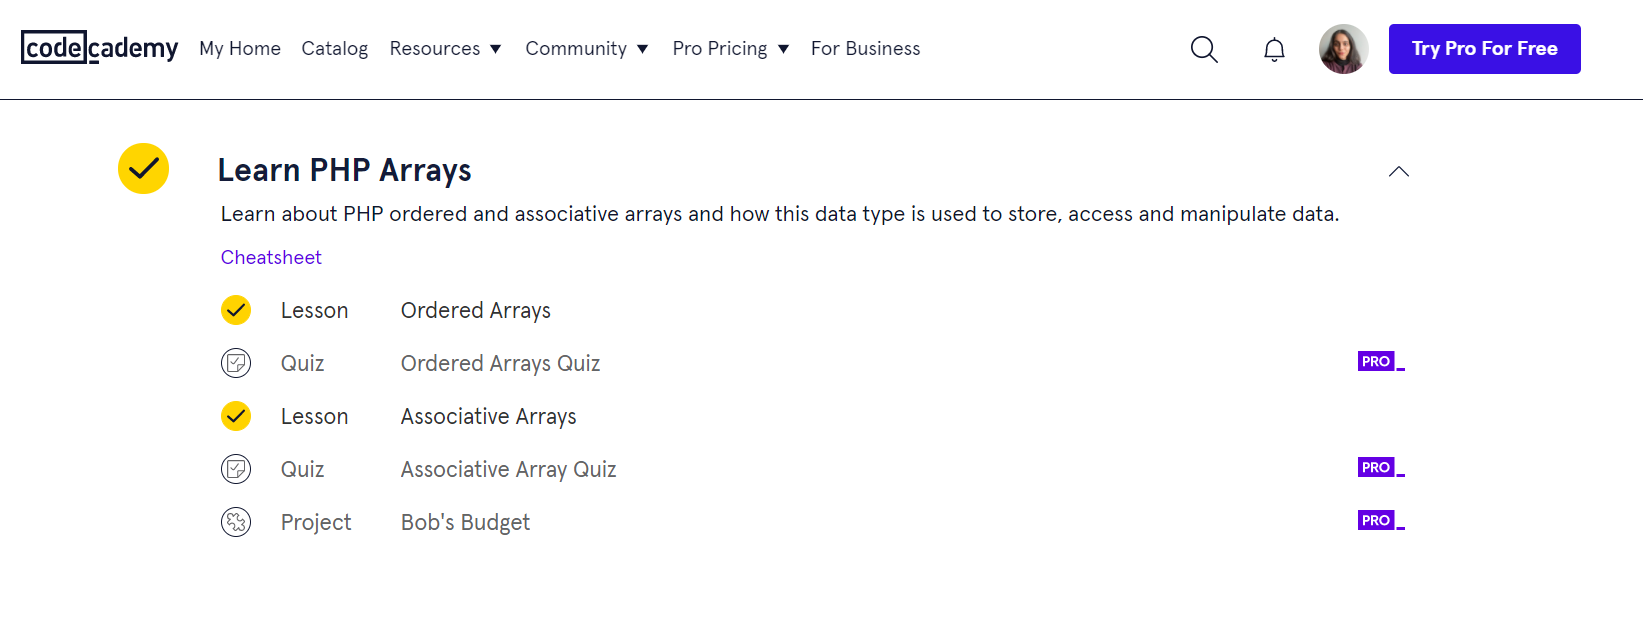 codecademy My Home Catalog Resources Community Pro Pricing For Business Try Pro For Free
Learn PHP Arrays
Learn about PHP ordered and associative arrays and how this data type is used to store, access and manipulate data.
Cheatsheet
Lesson Ordered Arrays
Quiz Ordered Arrays Quiz PRO
Lesson Associative Arrays
Quiz Associative Array Quiz PRO
Project Bob's Budget PRO